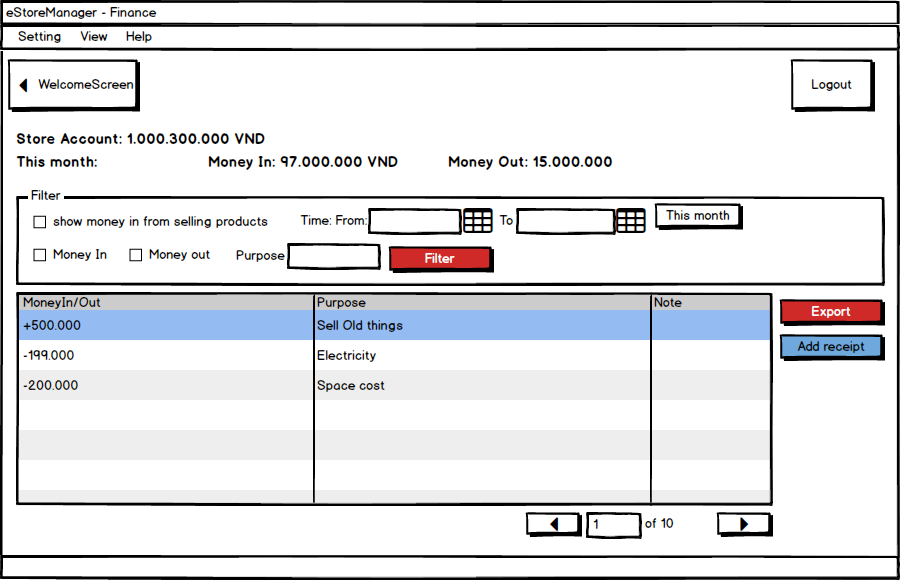 eStoreManager - Finance
Setting View Help
WelcomeScreen
Logout
Store Account: 1.000.300.000 VND
This month: Money In: 97.000.000 VND Money Out: 15.000.000
Filter
show money in from selling products Time: From: To This month
Money In Money out Purpose Filter
MoneyIn/Out Purpose Note
+500.000 Sell Old things
-199.000 Electricity
-200.000 Space cost
Export
Add receipt
1 of 10